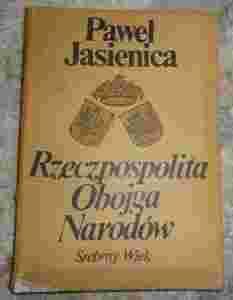 Paweł
Jasienica
Rzeczpospolita
Obojga
Narodów
Srebrny Wiek